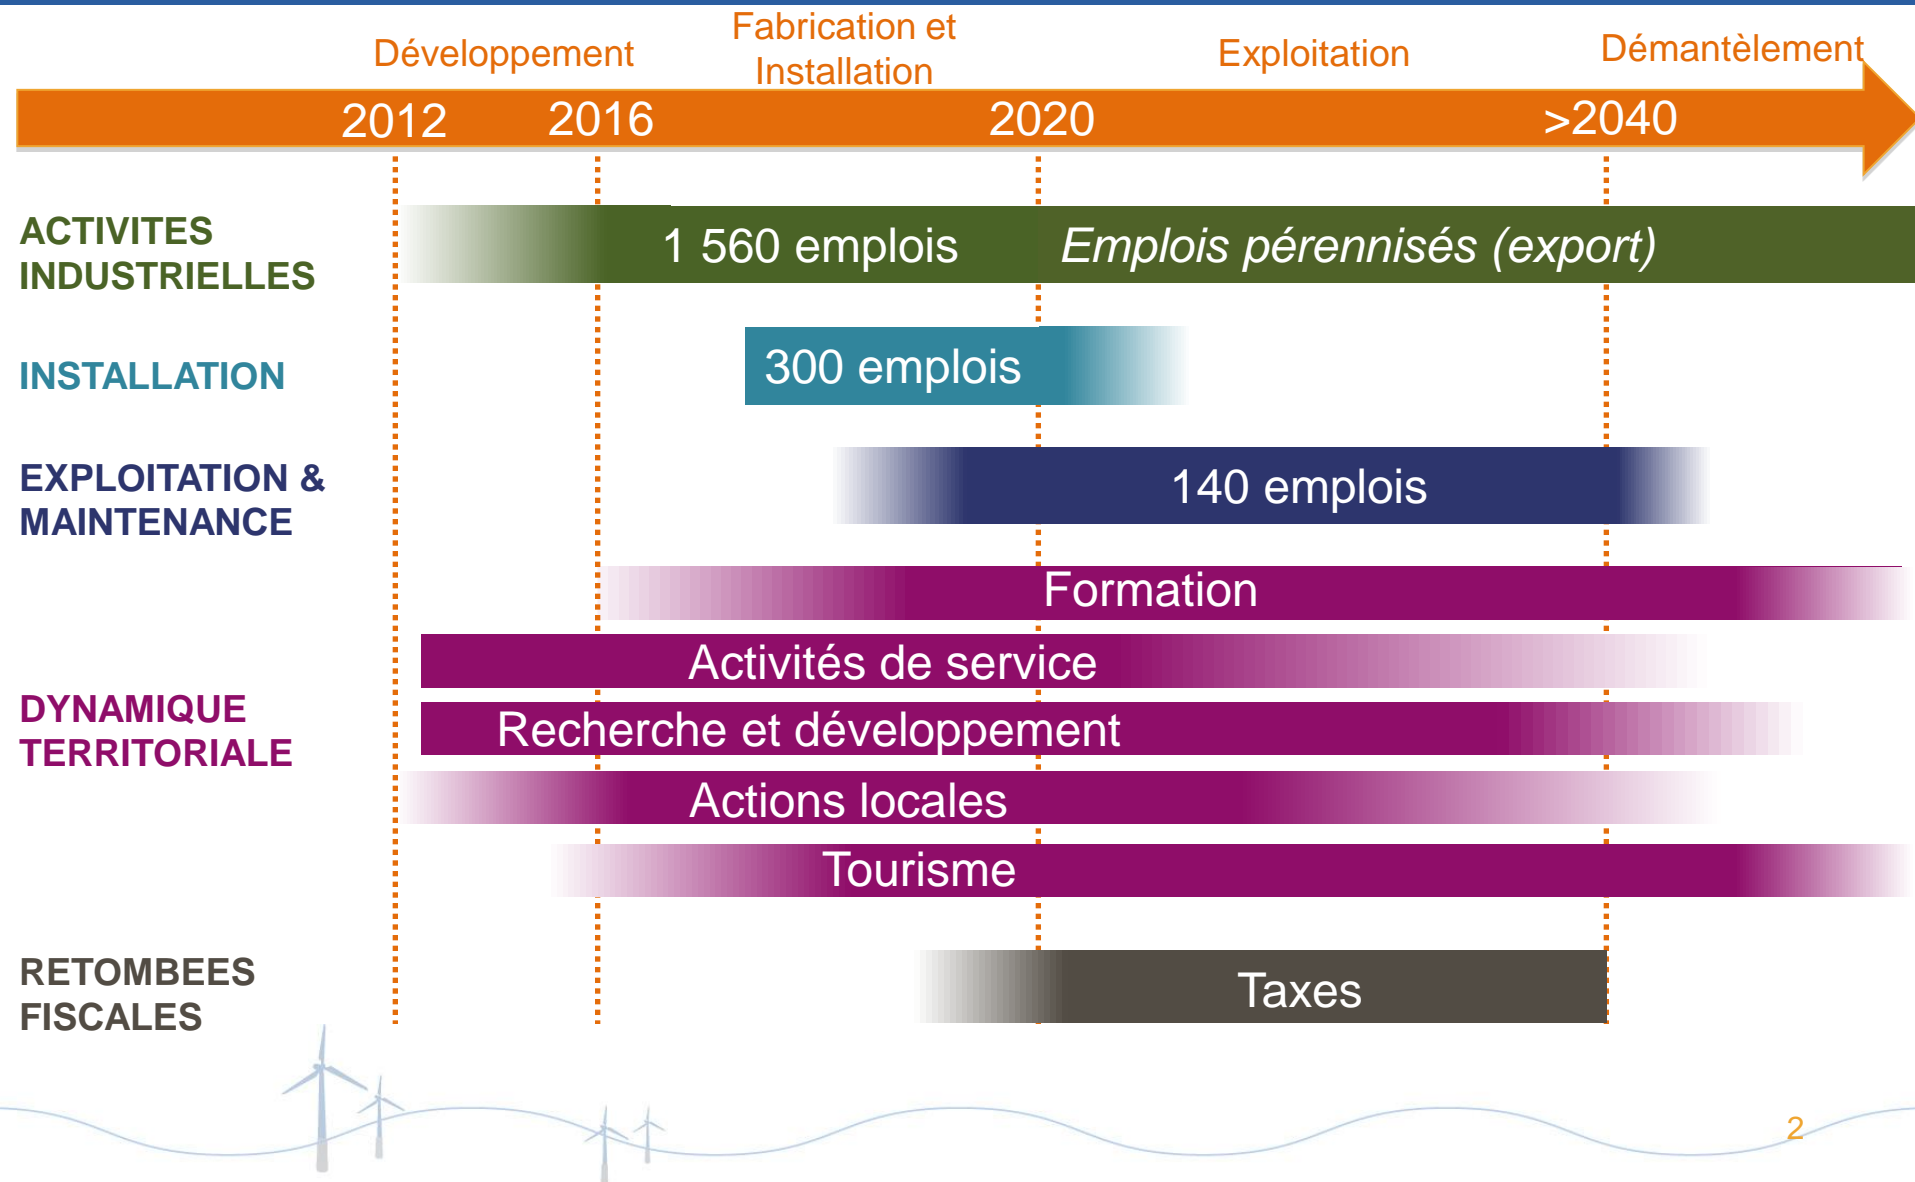 Développement
Fabrication et
Installation
Exploitation
Démantèlement
2012
2016
2020
>2040
ACTIVITES
INDUSTRIELLES
1 560 emplois
Emplois pérennisés (export)
INSTALLATION
300 emplois
EXPLOITATION &
MAINTENANCE
140 emplois
DYNAMIQUE
TERRITORIALE
Formation
Activités de service
Recherche et développement
Actions locales
Tourisme
RETOMBEES
FISCALES
Taxes
2